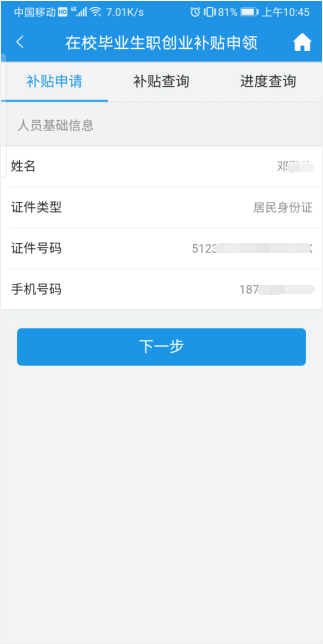 中国移动 HD 4G 7.01K/s 81% 上午10:45
在校毕业生职创业补贴申领
补贴申请 补贴查询 进度查询
人员基础信息
姓名 邓
证件类型 居民身份证
证件号码 5123
手机号码 187
下一步